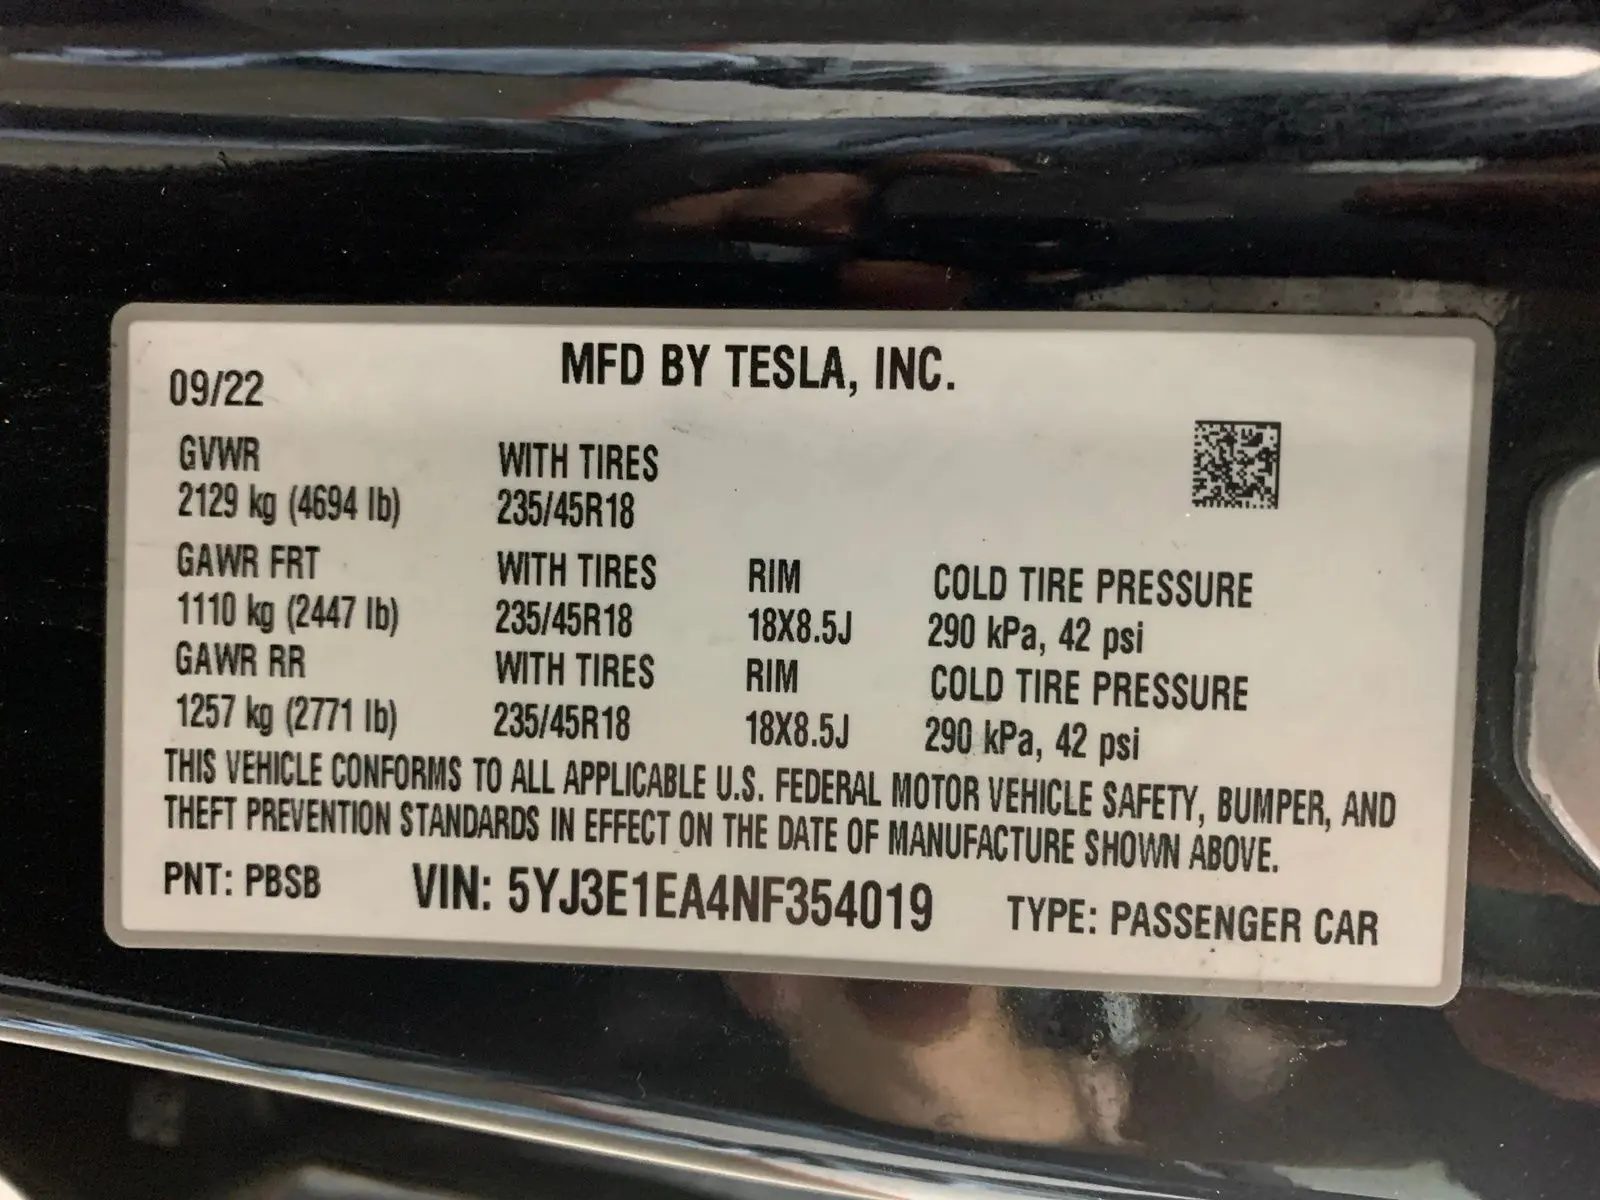 MFD BY TESLA, INC.
09/22
GVWR WITH TIRES
2129 kg (4694 lb) 235/45R18
GAWR FRT WITH TIRES RIM COLD TIRE PRESSURE
1110 kg (2447 lb) 235/45R18 18X8.5J 290 kPa, 42 psi
GAWR RR WITH TIRES RIM COLD TIRE PRESSURE
1257 kg (2771 lb) 235/45R18 18X8.5J 290 kPa, 42 psi
THIS VEHICLE CONFORMS TO ALL APPLICABLE U.S. FEDERAL MOTOR VEHICLE SAFETY, BUMPER, AND
THEFT PREVENTION STANDARDS IN EFFECT ON THE DATE OF MANUFACTURE SHOWN ABOVE.
PNT: PBSB VIN: 5YJ3E1EA4NF354019 TYPE: PASSENGER CAR